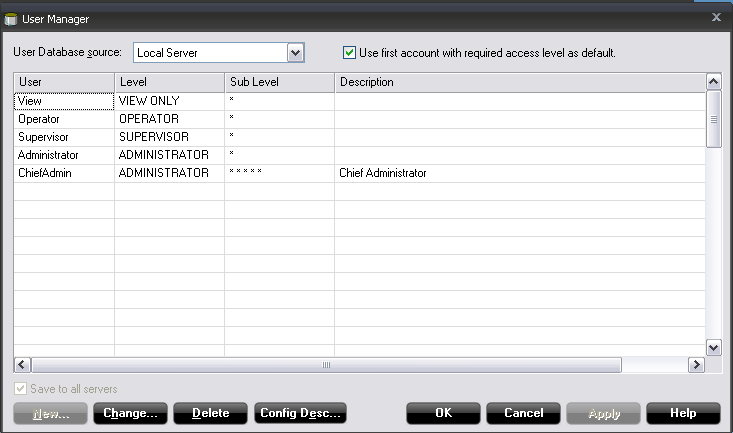 User Manager
User Database source: Local Server Use first account with required access level as default.
User Level Sub Level Description
View VIEW ONLY *
Operator OPERATOR *
Supervisor SUPERVISOR *
Administrator ADMINISTRATOR *
ChiefAdmin ADMINISTRATOR * * * * * Chief Administrator
Save to all servers
New... Change... Delete Config Desc... OK Cancel Apply Help